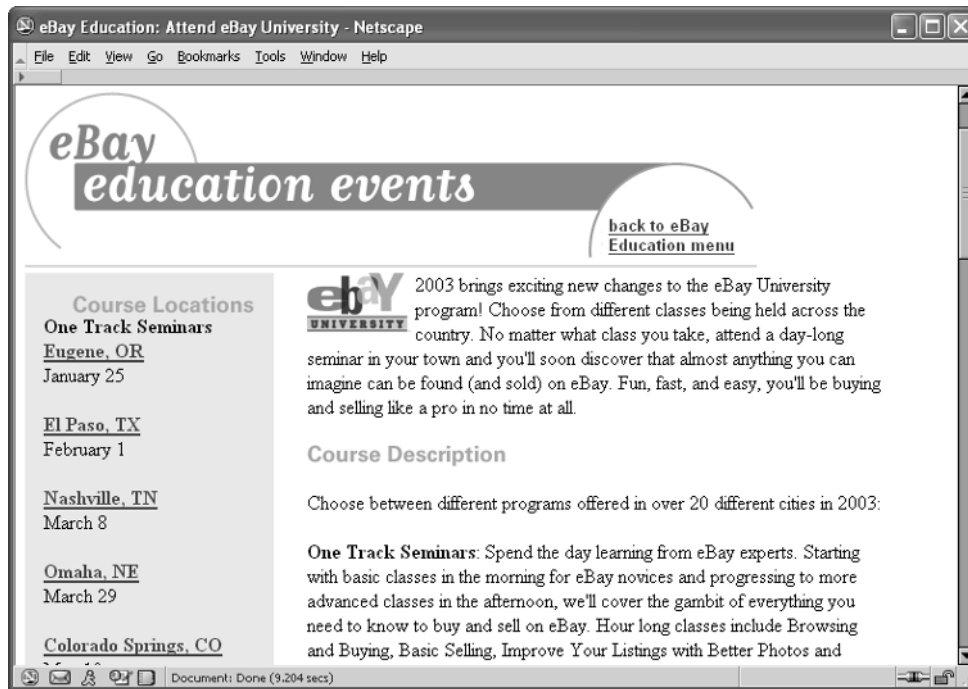 eBay Education: Attend eBay University - Netscape
File Edit View Go Bookmarks Tools Window Help
eBay
education events
back to eBay
Education menu
Course Locations
One Track Seminars
Eugene, OR
January 25
El Paso, TX
February 1
Nashville, TN
March 8
Omaha, NE
March 29
Colorado Springs, CO
ebaY
UNIVERSITY
2003 brings exciting new changes to the eBay University
program! Choose from different classes being held across the
country. No matter what class you take, attend a day-long
seminar in your town and you'll soon discover that almost anything you can
imagine can be found (and sold) on eBay. Fun, fast, and easy, you'll be buying
and selling like a pro in no time at all.
Course Description
Choose between different programs offered in over 20 different cities in 2003:
One Track Seminars: Spend the day learning from eBay experts. Starting
with basic classes in the morning for eBay novices and progressing to more
advanced classes in the afternoon, we'll cover the gambit of everything you
need to know to buy and sell on eBay. Hour long classes include Browsing
and Buying, Basic Selling, Improve Your Listings with Better Photos and
Document: Done (9.204 secs)